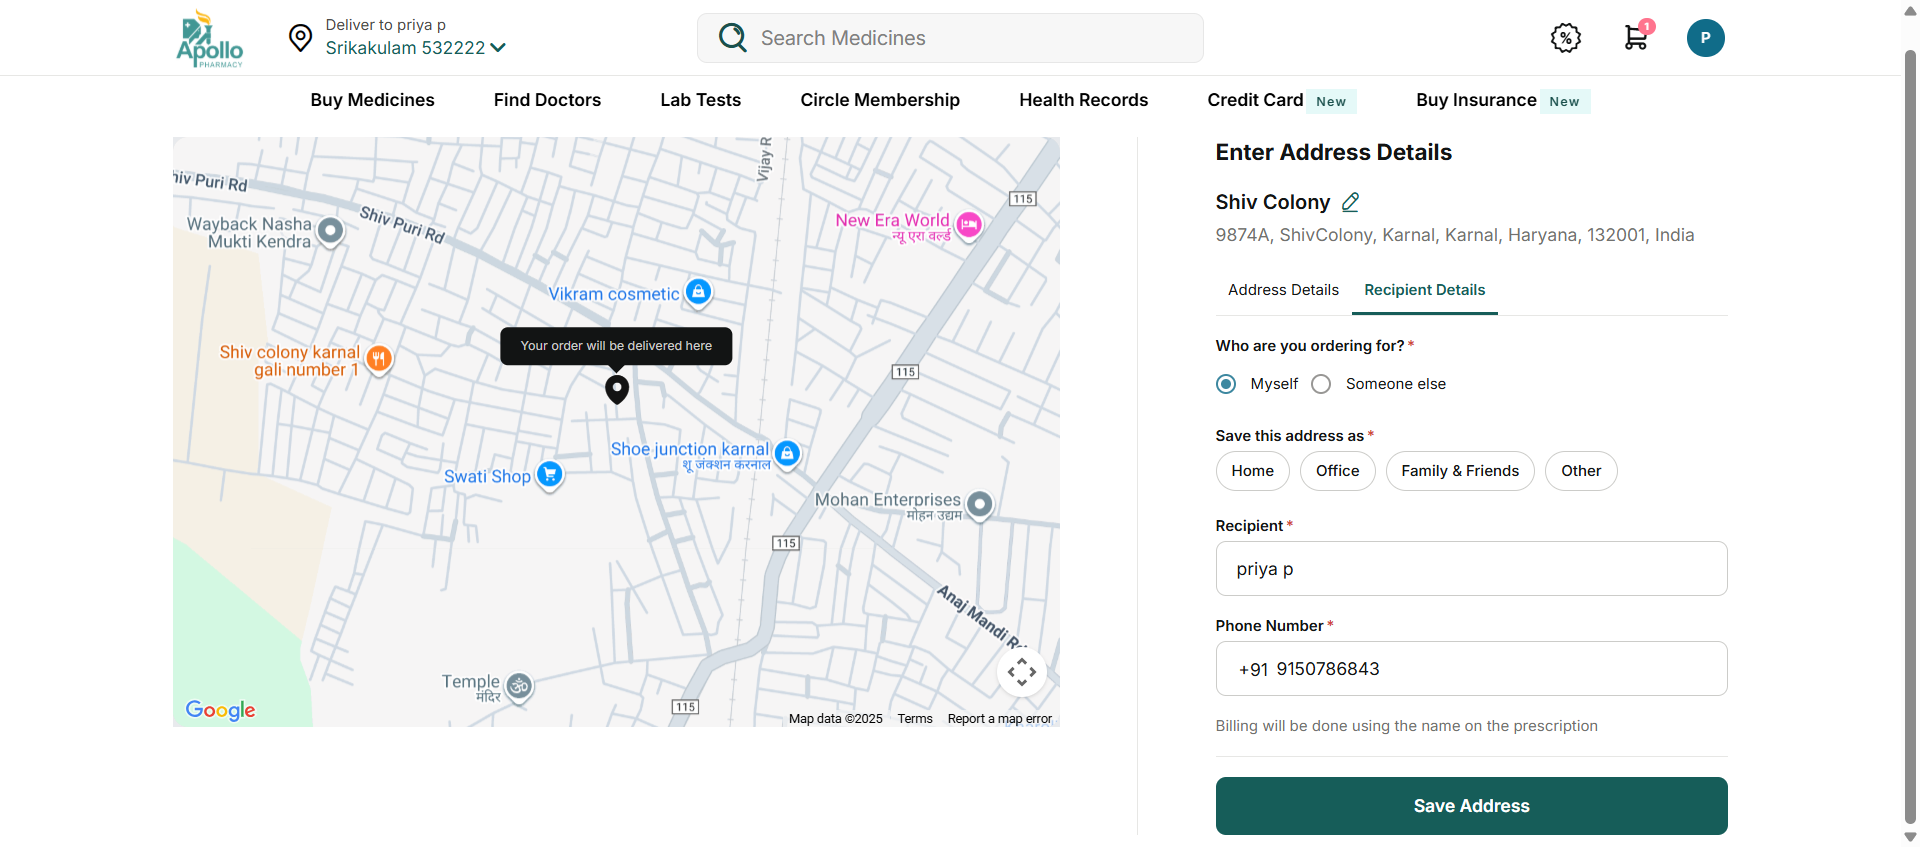 Apollo
PHARMACY
Deliver to priya p
Srikakulam 532222
Search Medicines
1
P
Buy Medicines
Find Doctors
Lab Tests
Circle Membership
Health Records
Credit Card New
Buy Insurance New
Shiv Puri Rd
Shiv Puri Rd
Vijay R
Wayback Nasha
Mukti Kendra
115
New Era World
न्यू एरा वर्ल्ड
Vikram cosmetic
Your order will be delivered here
Shiv colony karnal
gali number 1
115
Shoe junction karnal
शू जंक्शन करनाल
Swati Shop
Mohan Enterprises
मोहन उद्यम
115
Anaj Mandi Rd
Temple
मंदिर
115
Google
Map data ©2025
Terms
Report a map error
Enter Address Details
Shiv Colony
9874A, ShivColony, Karnal, Karnal, Haryana, 132001, India
Address Details
Recipient Details
Who are you ordering for?*
Myself
Someone else
Save this address as *
Home
Office
Family & Friends
Other
Recipient *
priya p
Phone Number *
+91 9150786843
Billing will be done using the name on the prescription
Save Address